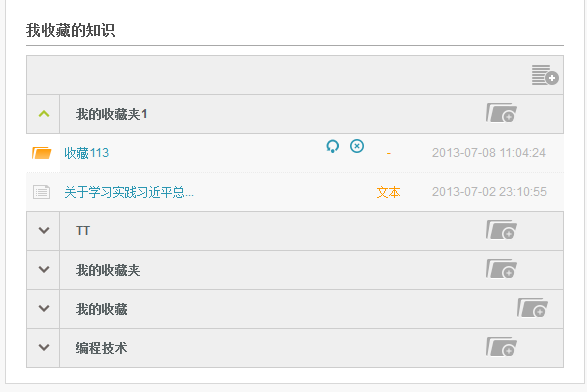 我收藏的知识
我的收藏夹1
收藏113 - 2013-07-08 11:04:24
关于学习实践习近平总... 文本 2013-07-02 23:10:55
TT
我的收藏夹
我的收藏
编程技术